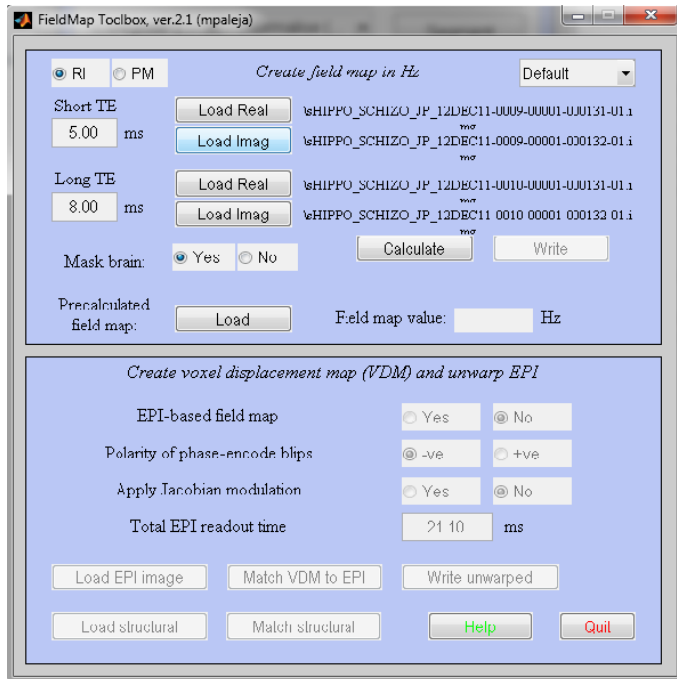 FieldMap Toolbox, ver.2.1 (mpaleja)
RI PM Create field map in Hz Default
Short TE Load Real \sHIPPO_SCHIZO_JP_12DEC11-0009-00001-000131-01.i
mg
5.00 ms Load Imag \sHIPPO_SCHIZO_JP_12DEC11-0009-00001-000132-01.i
mg
Long TE Load Real \sHIPPO_SCHIZO_JP_12DEC11-0010-00001-000131-01.i
mg
8.00 ms Load Imag \sHIPPO_SCHIZO_JP_12DEC11-0010-00001-000132-01.i
mg
Mask brain: Yes No Calculate Write
Precalculated
field map: Load Field map value: Hz
Create voxel displacement map (VDM) and unwarp EPI
EPI-based field map Yes No
Polarity of phase-encode blips -ve +ve
Apply Jacobian modulation Yes No
Total EPI readout time 21.10 ms
Load EPI image Match VDM to EPI Write unwarped
Load structural Match structural Help Quit